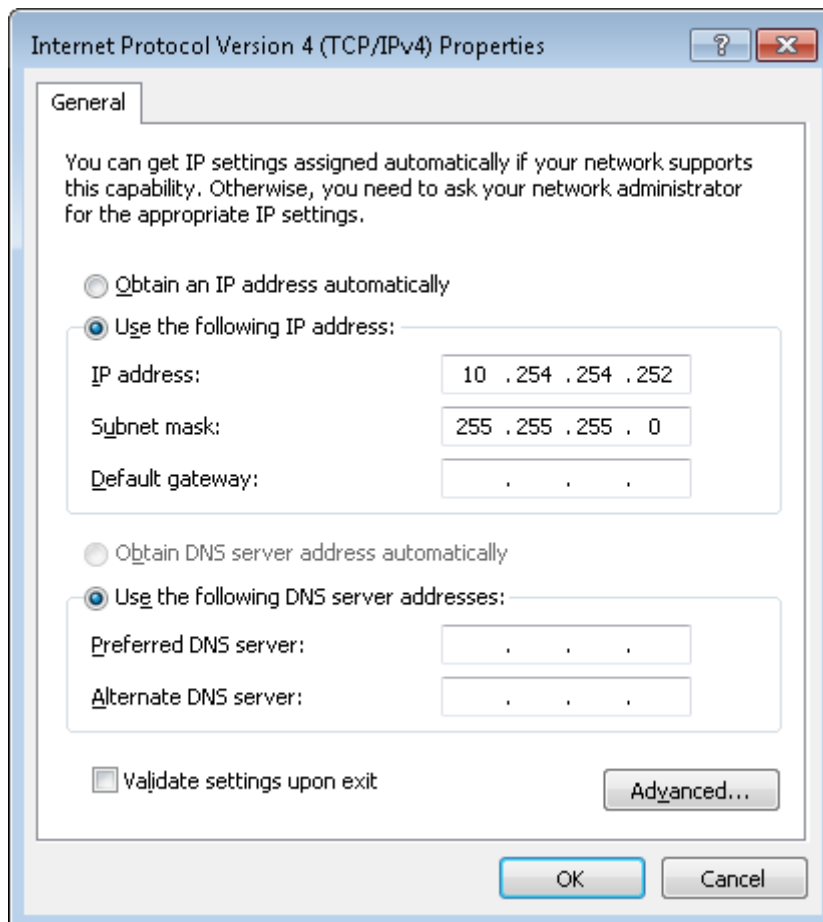 Internet Protocol Version 4 (TCP/IPv4) Properties
?
General
You can get IP settings assigned automatically if your network supports
this capability. Otherwise, you need to ask your network administrator
for the appropriate IP settings.
Obtain an IP address automatically
Use the following IP address:
IP address: 10 . 254 . 254 . 252
Subnet mask: 255 . 255 . 255 . 0
Default gateway: . . .
Obtain DNS server address automatically
Use the following DNS server addresses:
Preferred DNS server: . . .
Alternate DNS server: . . .
Validate settings upon exit
Advanced...
OK Cancel